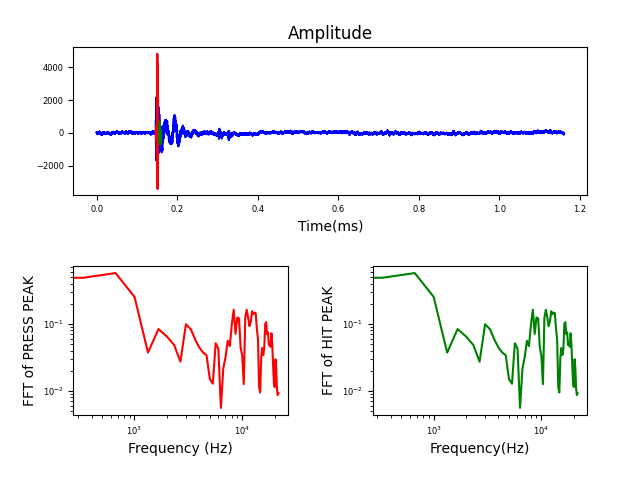 Amplitude
4000
2000
0
−2000
0.0 0.2 0.4 0.6 0.8 1.0 1.2
Time(ms)
FFT of PRESS PEAK
10⁻¹
10⁻²
10³ 10⁴
Frequency (Hz)
FFT of HIT PEAK
10⁻¹
10⁻²
10³ 10⁴
Frequency(Hz)